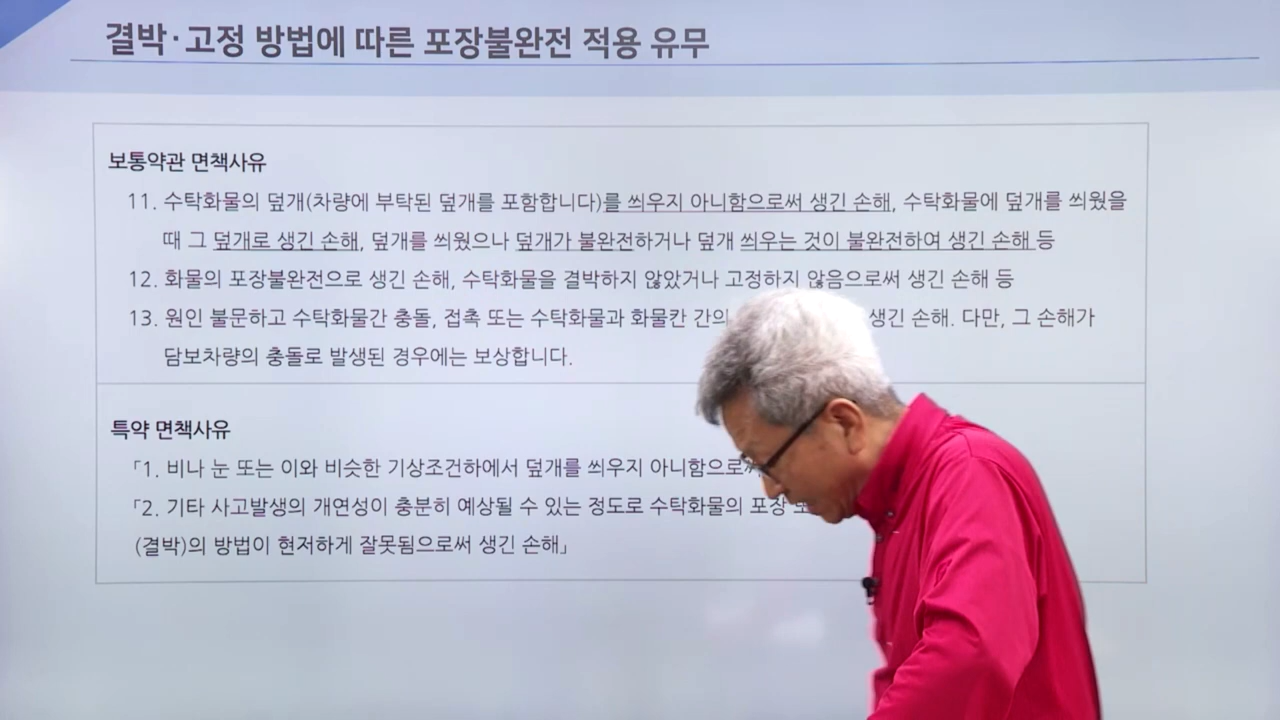 결박·고정 방법에 따른 포장불완전 적용 유무
보통약관 면책사유
11. 수탁화물의 덮개(차량에 부탁된 덮개를 포함합니다)를 씌우지 아니함으로써 생긴 손해, 수탁화물에 덮개를 씌웠을
때 그 덮개로 생긴 손해, 덮개를 씌웠으나 덮개가 불완전하거나 덮개 씌우는 것이 불완전하여 생긴 손해 등
12. 화물의 포장불완전으로 생긴 손해, 수탁화물을 결박하지 않았거나 고정하지 않음으로써 생긴 손해 등
13. 원인 불문하고 수탁화물간 충돌, 접촉 또는 수탁화물과 화물칸 간의 생긴 손해. 다만, 그 손해가
담보차량의 충돌로 발생된 경우에는 보상합니다.
특약 면책사유
「1. 비나 눈 또는 이와 비슷한 기상조건하에서 덮개를 씌우지 아니함으로
「2. 기타 사고발생의 개연성이 충분히 예상될 수 있는 정도로 수탁화물의 포장
(결박)의 방법이 현저하게 잘못됨으로써 생긴 손해」